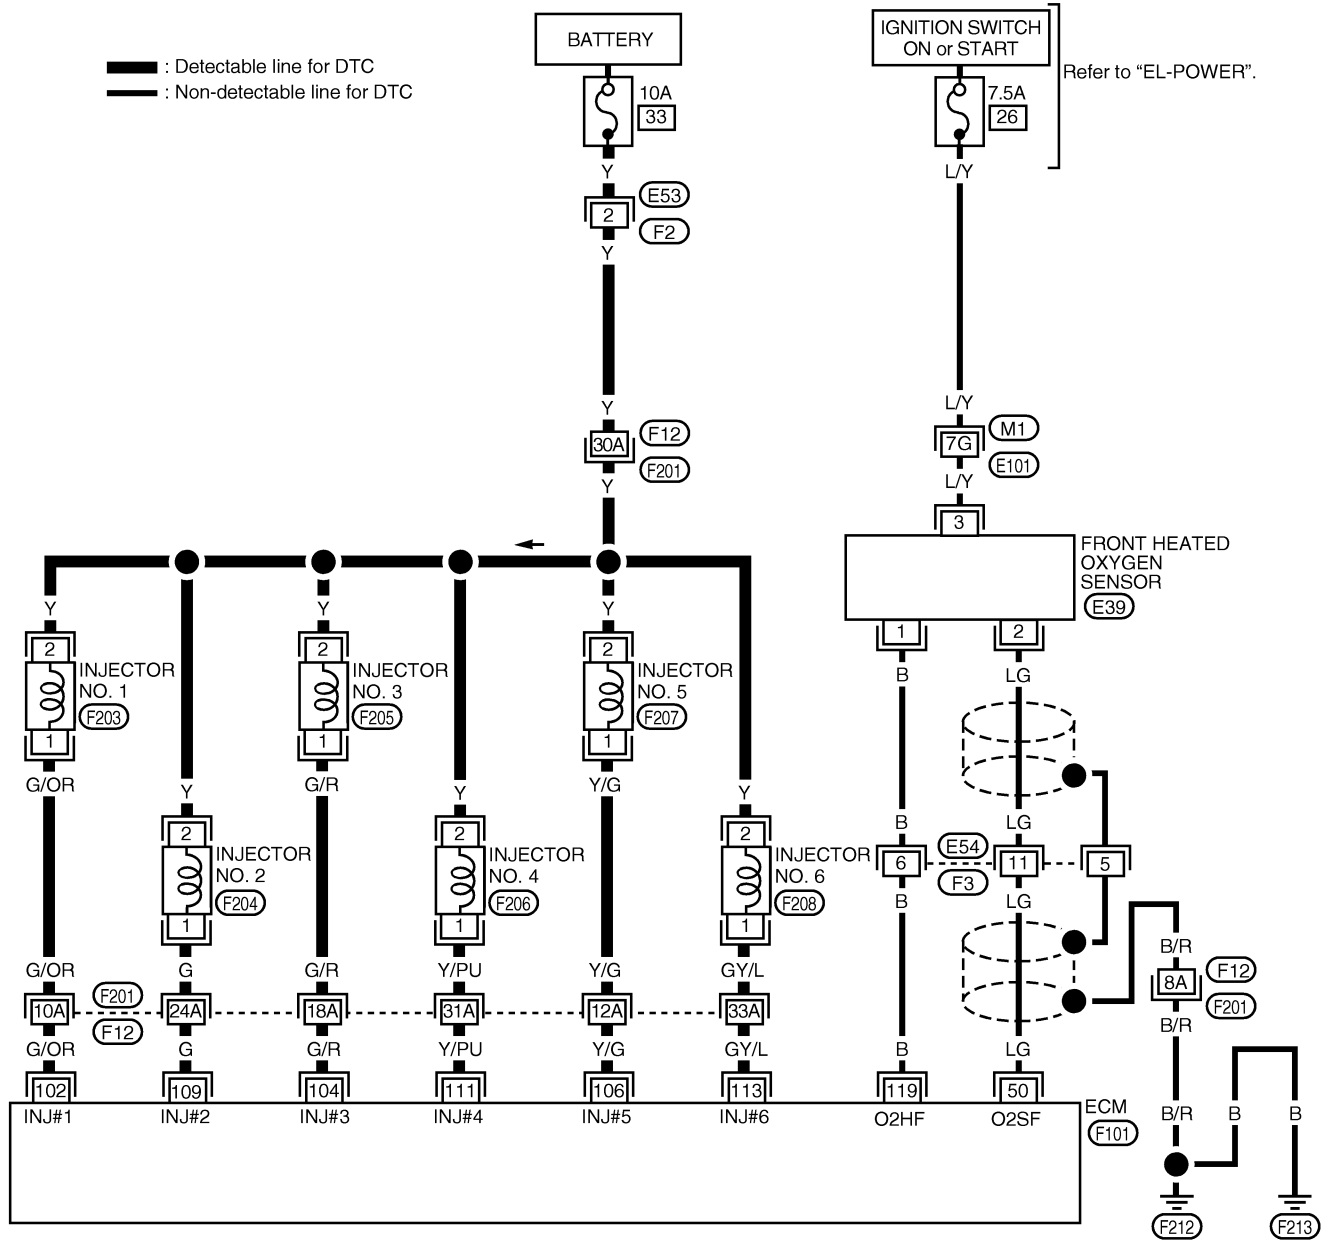 BATTERY
IGNITION SWITCH
ON or START
Refer to “EL-POWER”.
: Detectable line for DTC
: Non-detectable line for DTC
10A
33
7.5A
26
Y
L/Y
E53
2
F2
Y
Y
L/Y
F12
30A
F201
M1
7G
E101
Y
L/Y
3
FRONT HEATED
OXYGEN
SENSOR
E39
Y
Y
Y
1
2
2
2
2
B
LG
INJECTOR
NO. 1
F203
INJECTOR
NO. 3
F205
INJECTOR
NO. 5
F207
1
1
1
G/OR
G/R
Y/G
Y
Y
Y
B
LG
2
2
2
INJECTOR
NO. 2
F204
INJECTOR
NO. 4
F206
INJECTOR
NO. 6
F208
E54
6
11
5
F3
B
LG
1
1
1
B/R
G/OR
G
G/R
Y/PU
Y/G
GY/L
F12
8A
F201
F201
10A
24A
18A
31A
12A
33A
F12
B/R
G/OR
G
G/R
Y/PU
Y/G
GY/L
B
LG
102
109
104
111
106
113
119
50
INJ#1
INJ#2
INJ#3
INJ#4
INJ#5
INJ#6
O2HF
O2SF
ECM
F101
B/R
B
B
F212
F213